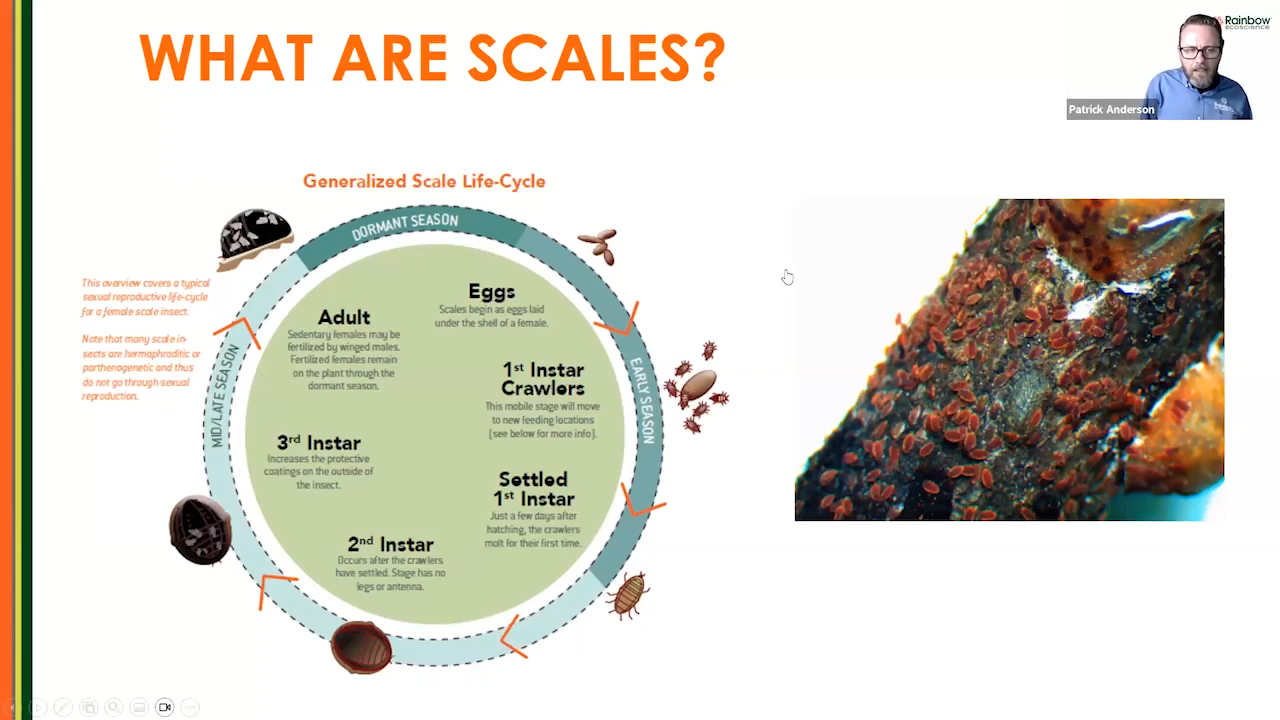 WHAT ARE SCALES?
Rainbow
ecoscience
Patrick Anderson
Generalized Scale Life-Cycle
DORMANT SEASON
EARLY SEASON
MID/LATE SEASON
This overview covers a typical
sexual reproductive life-cycle
for a female scale insect.
Note that many scale in-
sects are hermaphroditic or
parthenogenetic and thus
do not go through sexual
reproduction.
Eggs
Scales begin as eggs laid
under the shell of a female.
1st Instar
Crawlers
This mobile stage will move
to new feeding locations
(see below for more info).
Settled
1st Instar
Just a few days after
hatching, the crawlers
molt for their first time.
2nd Instar
Occurs after the crawlers
have settled. Stage has no
legs or antenna.
3rd Instar
Increases the protective
coatings on the outside of
the insect.
Adult
Sedentary females may be
fertilized by winged males.
Fertilized females remain
on the plant through the
dormant season.